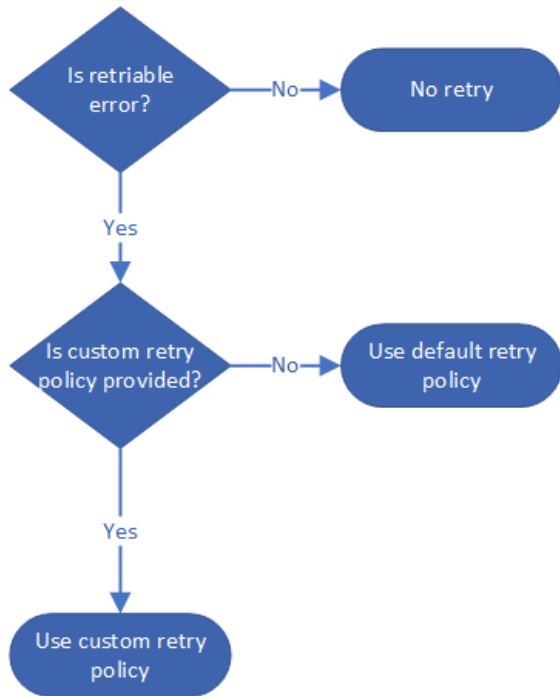 Is retriable
error?
No
No retry
Yes
Is custom retry
policy provided?
No
Use default retry
policy
Yes
Use custom retry
policy